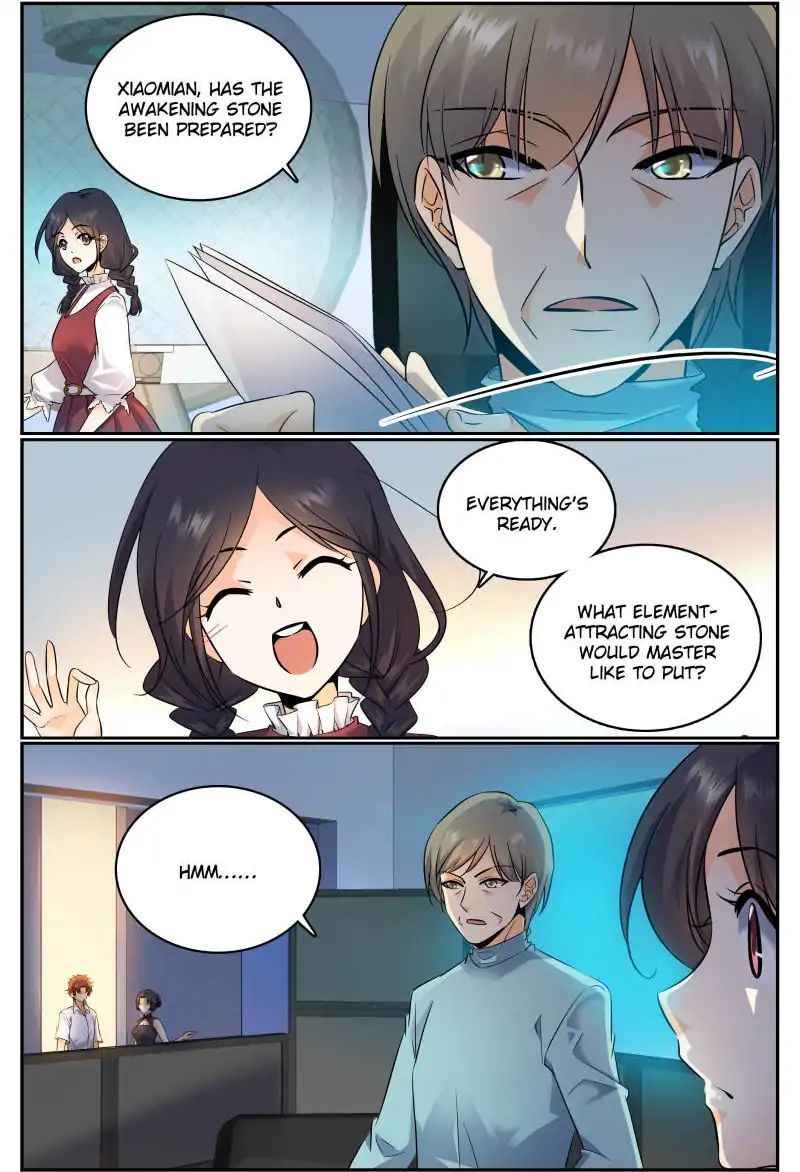 XIAOMIAN, HAS THE
AWAKENING STONE
BEEN PREPARED?
EVERYTHING'S
READY.
WHAT ELEMENT-
ATTRACTING STONE
WOULD MASTER
LIKE TO PUT?
HMM......